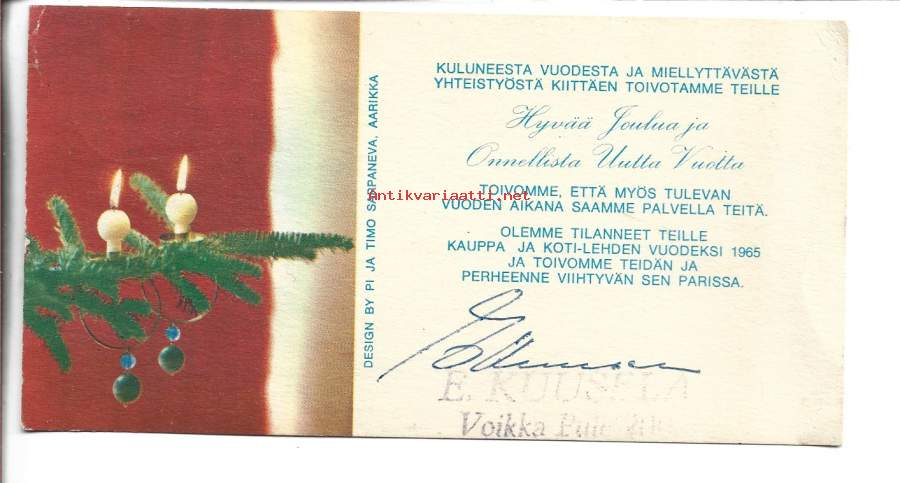 DESIGN BY PI JA TIMO SARPANEVA, AARIKKA
KULUNEESTA VUODESTA JA MIELLYTTÄVÄSTÄ
YHTEISTYÖSTÄ KIITTÄEN TOIVOTAMME TEILLE
Hyvää Joulua ja
Onnellista Uutta Vuotta
antikvariaatti.net
TOIVOMME, ETTÄ MYÖS TULEVAN
VUODEN AIKANA SAAMME PALVELLA TEITÄ.
OLEMME TILANNEET TEILLE
KAUPPA JA KOTI-LEHDEN VUODEKSI 1965
JA TOIVOMME TEIDÄN JA
PERHEENNE VIIHTYVÄN SEN PARISSA.
E. KUUSELA
Voikka Puh.